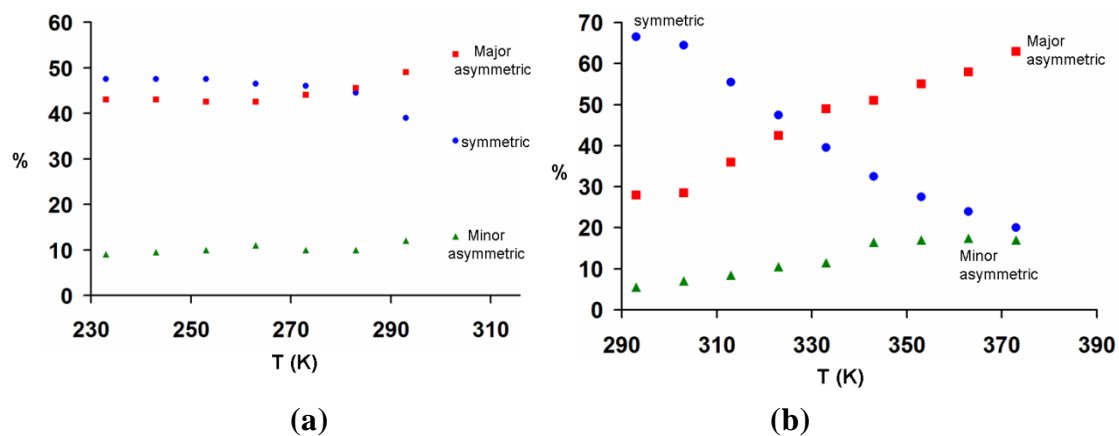 60
50
40
30
20
10
0
%
230
250
270
290
310
T (K)
Major
asymmetric
symmetric
Minor
asymmetric
(a)
70
60
50
40
30
20
10
0
%
290
310
330
350
370
390
T (K)
symmetric
Major
asymmetric
Minor
asymmetric
(b)